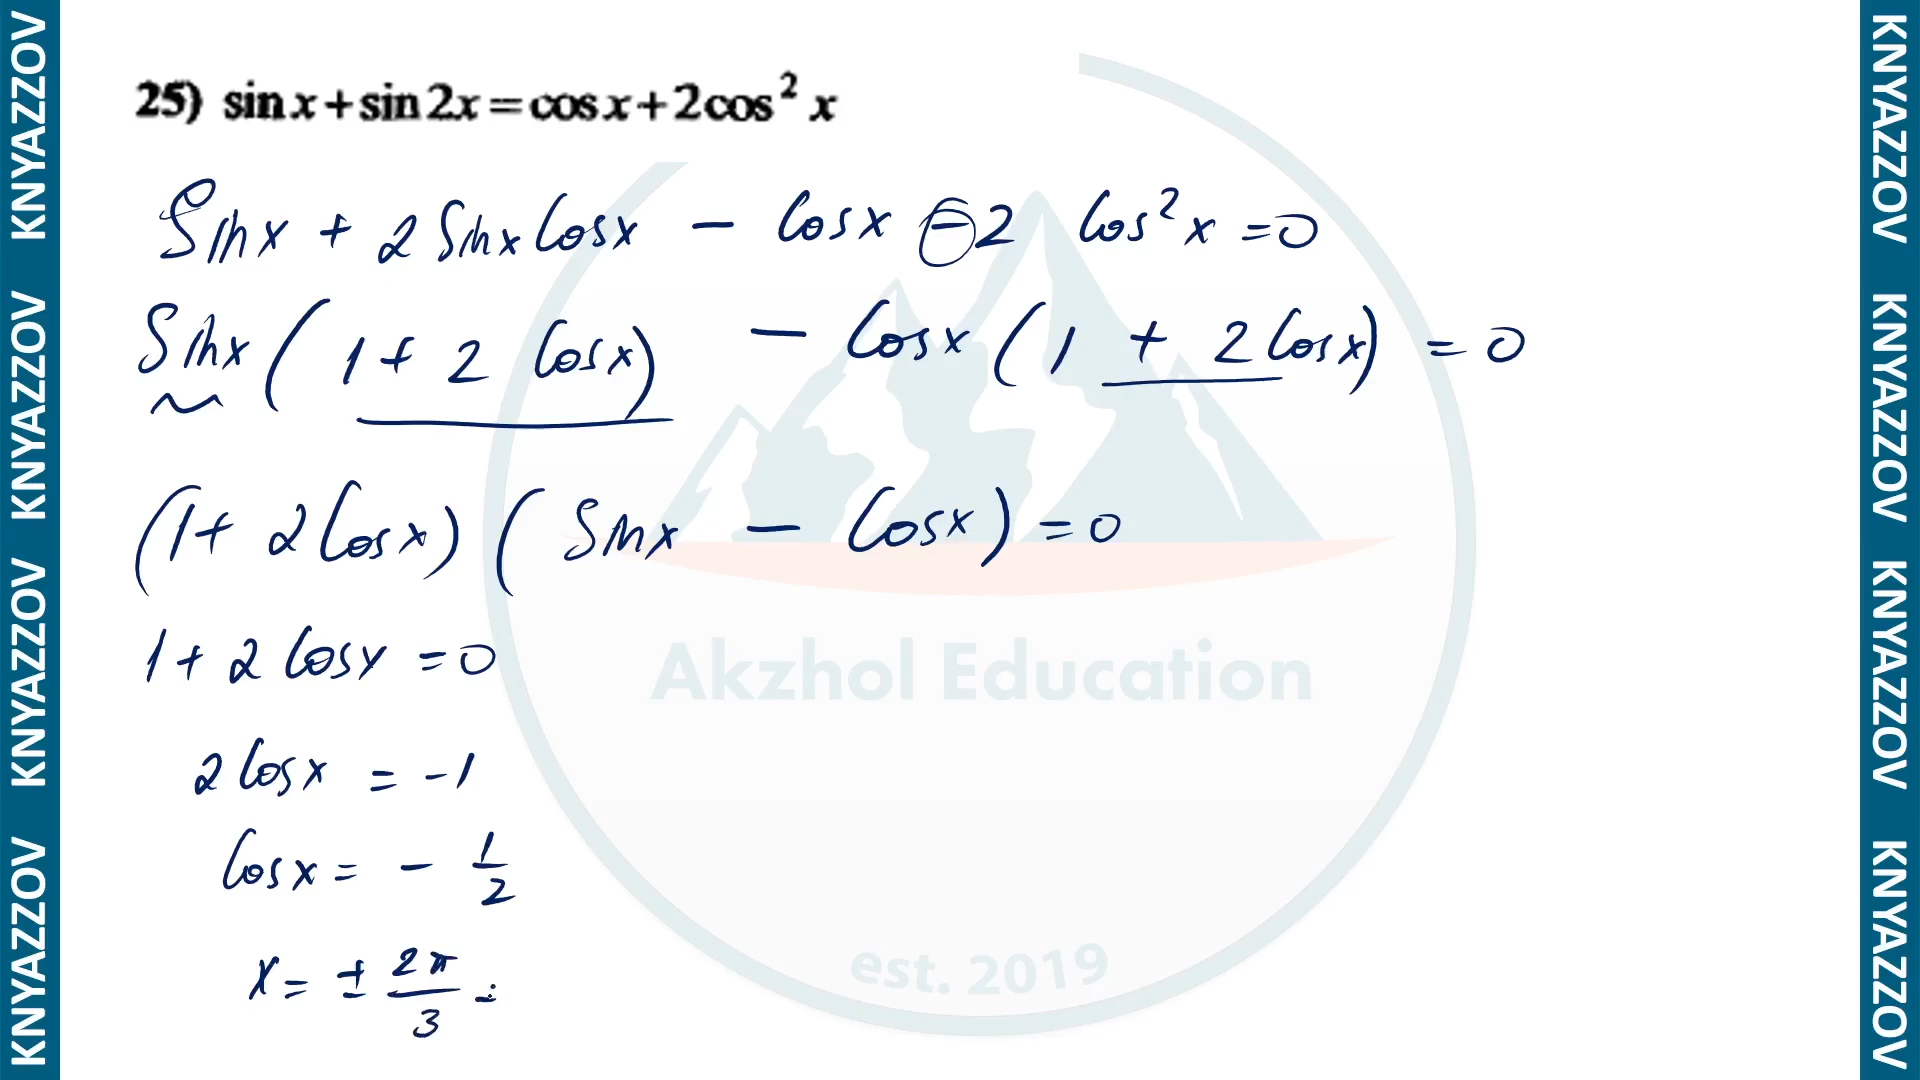 25) sin x + sin 2x = cos x + 2 cos² x
Sinx + 2 Sinx Cosx - Cosx - 2 Cos²x = 0
Sinx (1 + 2 Cosx) - Cosx (1 + 2 Cosx) = 0
(1 + 2 Cosx) (Sinx - Cosx) = 0
1 + 2 Cosx = 0
2 Cosx = -1
Cosx = - 1/2
x = ± 2π/3
Akzhol Education
est. 2019
KNYAZZOV KNYAZZOV KNYAZZOV KNYAZZOV
KNYAZZOV KNYAZZOV KNYAZZOV KNYAZZOV